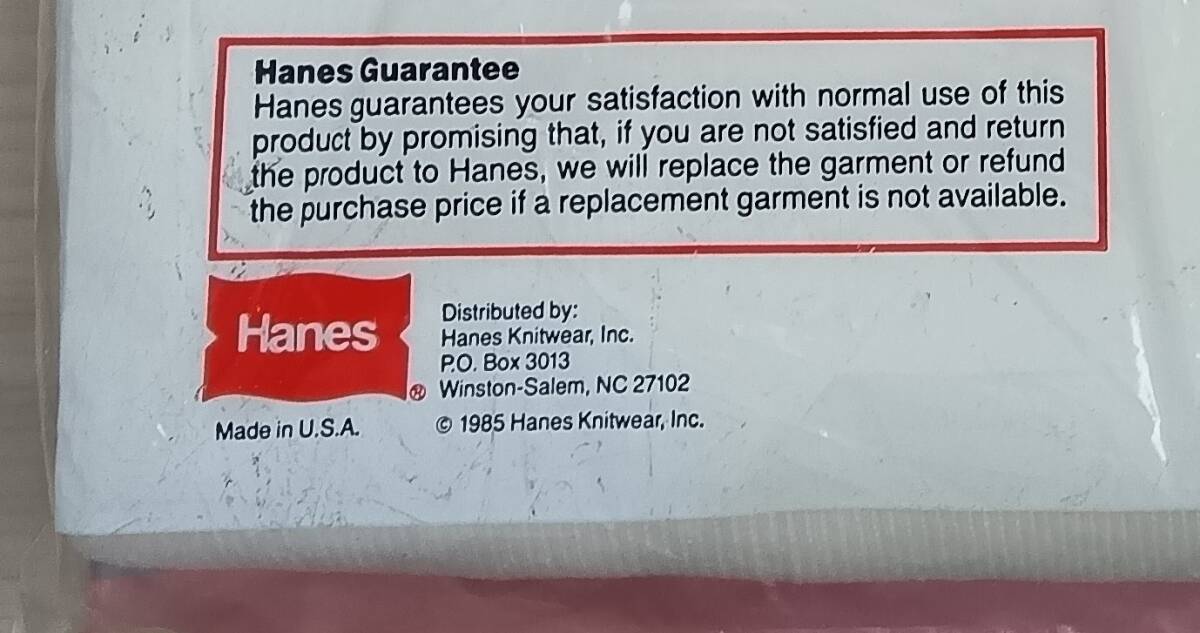 Hanes Guarantee
Hanes guarantees your satisfaction with normal use of this
product by promising that, if you are not satisfied and return
the product to Hanes, we will replace the garment or refund
the purchase price if a replacement garment is not available.
Hanes
®
Made in U.S.A.
Distributed by:
Hanes Knitwear, Inc.
P.O. Box 3013
Winston-Salem, NC 27102
© 1985 Hanes Knitwear, Inc.